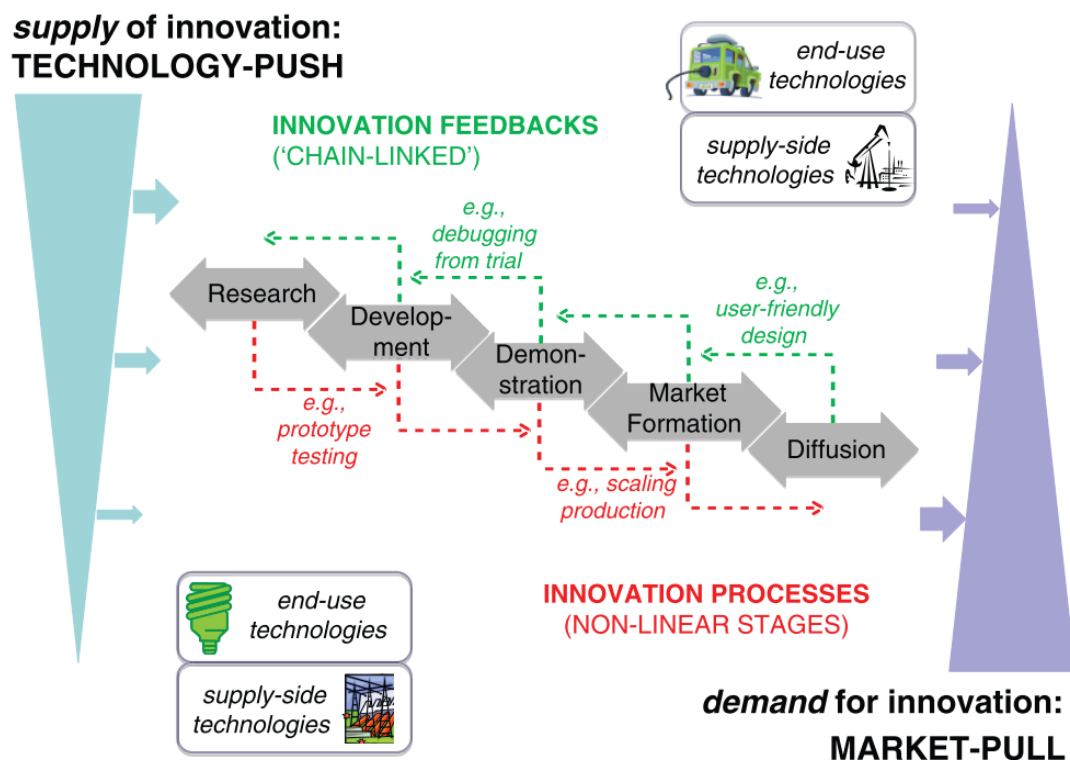 supply of innovation:
TECHNOLOGY-PUSH
end-use
technologies
supply-side
technologies
INNOVATION FEEDBACKS
(‘CHAIN-LINKED’)
e.g.,
debugging
from trial
e.g.,
user-friendly
design
Research
Develop-
ment
Demon-
stration
Market
Formation
Diffusion
e.g.,
prototype
testing
e.g., scaling
production
end-use
technologies
supply-side
technologies
INNOVATION PROCESSES
(NON-LINEAR STAGES)
demand for innovation:
MARKET-PULL